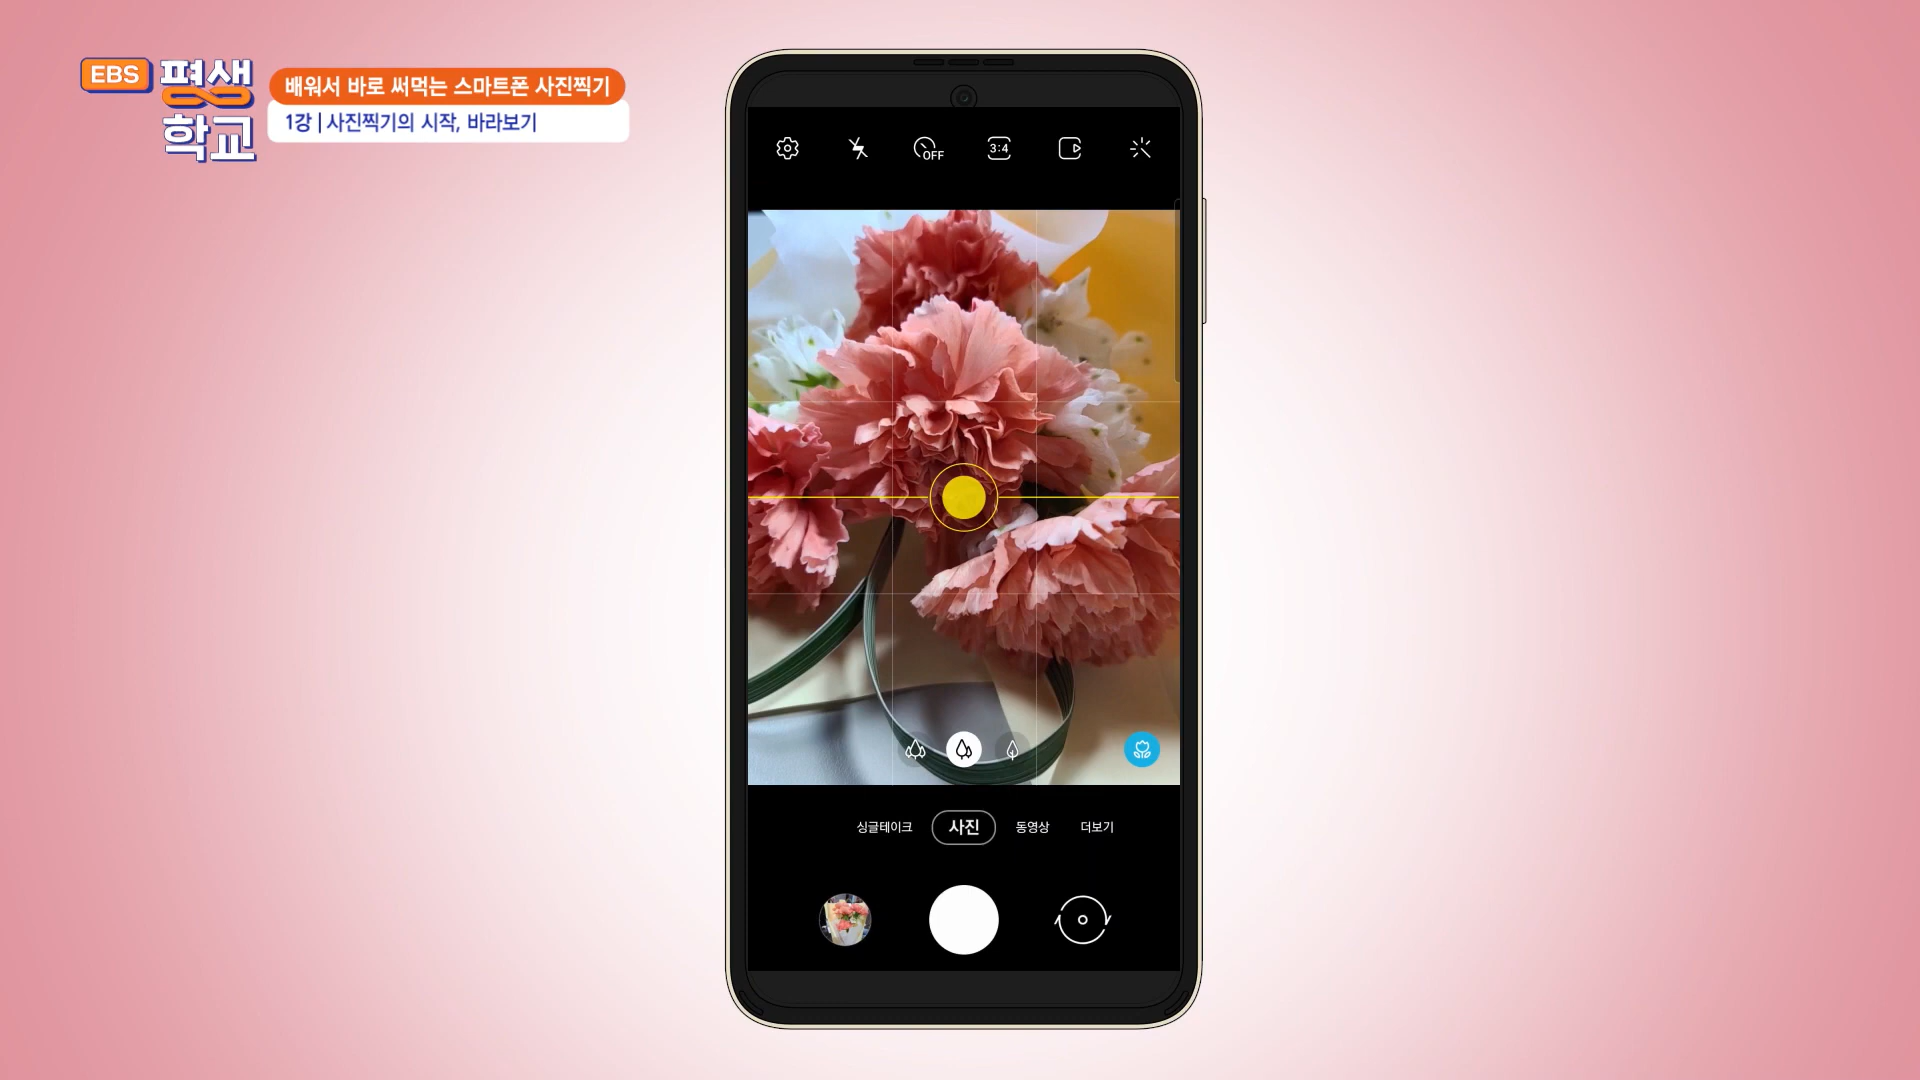 EBS 평생
학교
배워서 바로 써먹는 스마트폰 사진찍기
1강 | 사진찍기의 시작, 바라보기
OFF
3:4
싱글테이크 사진 동영상 더보기